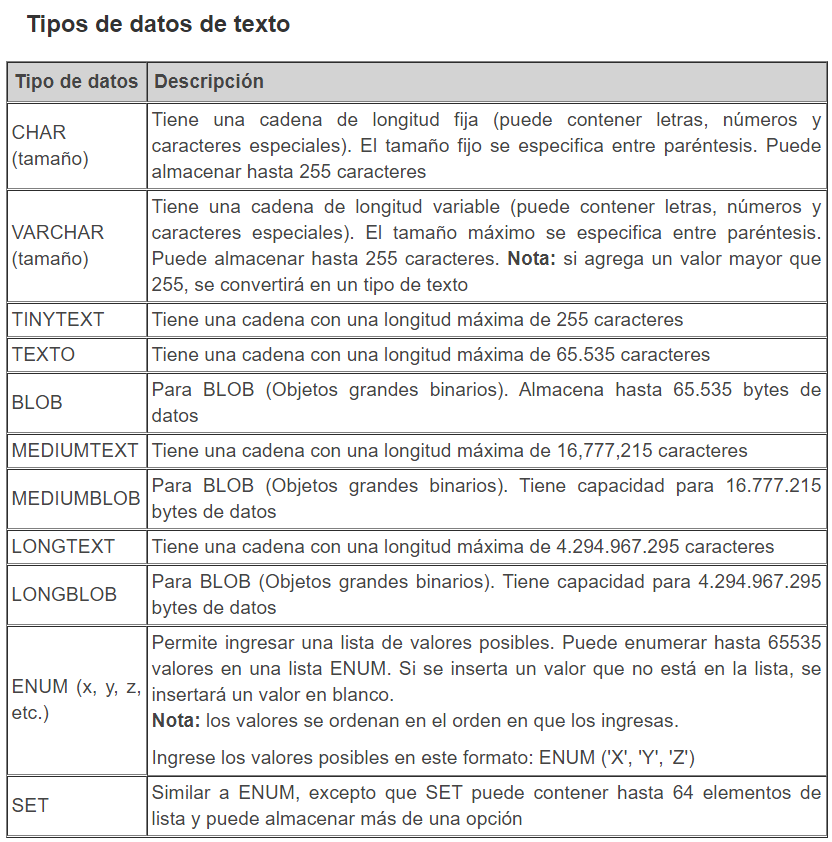 Tipos de datos de texto
Tipo de datos
Descripción
CHAR
(tamaño)
Tiene una cadena de longitud fija (puede contener letras, números y
caracteres especiales). El tamaño fijo se especifica entre paréntesis. Puede
almacenar hasta 255 caracteres
VARCHAR
(tamaño)
Tiene una cadena de longitud variable (puede contener letras, números y
caracteres especiales). El tamaño máximo se especifica entre paréntesis.
Puede almacenar hasta 255 caracteres. Nota: si agrega un valor mayor que
255, se convertirá en un tipo de texto
TINYTEXT
Tiene una cadena con una longitud máxima de 255 caracteres
TEXTO
Tiene una cadena con una longitud máxima de 65.535 caracteres
BLOB
Para BLOB (Objetos grandes binarios). Almacena hasta 65.535 bytes de
datos
MEDIUMTEXT
Tiene una cadena con una longitud máxima de 16,777,215 caracteres
MEDIUMBLOB
Para BLOB (Objetos grandes binarios). Tiene capacidad para 16.777.215
bytes de datos
LONGTEXT
Tiene una cadena con una longitud máxima de 4.294.967.295 caracteres
LONGBLOB
Para BLOB (Objetos grandes binarios). Tiene capacidad para 4.294.967.295
bytes de datos
ENUM (x, y, z,
etc.)
Permite ingresar una lista de valores posibles. Puede enumerar hasta 65535
valores en una lista ENUM. Si se inserta un valor que no está en la lista, se
insertará un valor en blanco.
Nota: los valores se ordenan en el orden en que los ingresas.
Ingrese los valores posibles en este formato: ENUM ('X', 'Y', 'Z')
SET
Similar a ENUM, excepto que SET puede contener hasta 64 elementos de
lista y puede almacenar más de una opción